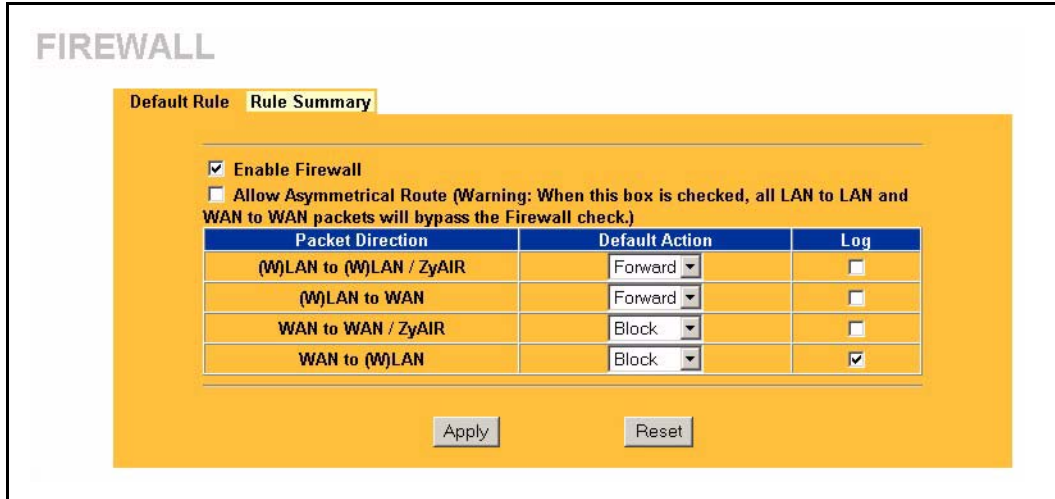 FIREWALL
Default Rule Rule Summary
Enable Firewall
Allow Asymmetrical Route (Warning: When this box is checked, all LAN to LAN and
WAN to WAN packets will bypass the Firewall check.)
Packet Direction Default Action Log
(W)LAN to (W)LAN / ZyAIR Forward
(W)LAN to WAN Forward
WAN to WAN / ZyAIR Block
WAN to (W)LAN Block
Apply Reset